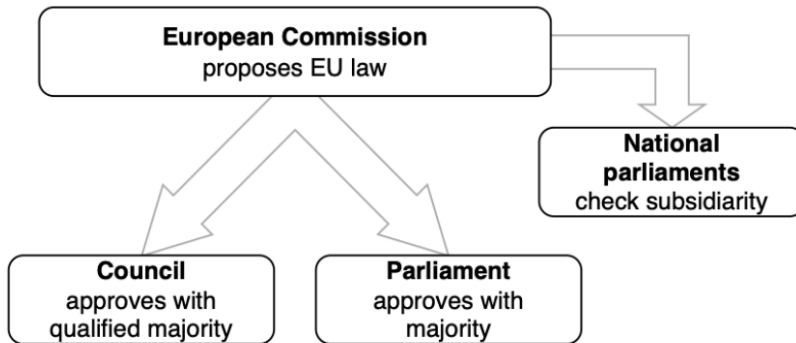 European Commission
proposes EU law
National
parliaments
check subsidiarity
Council
approves with
qualified majority
Parliament
approves with
majority